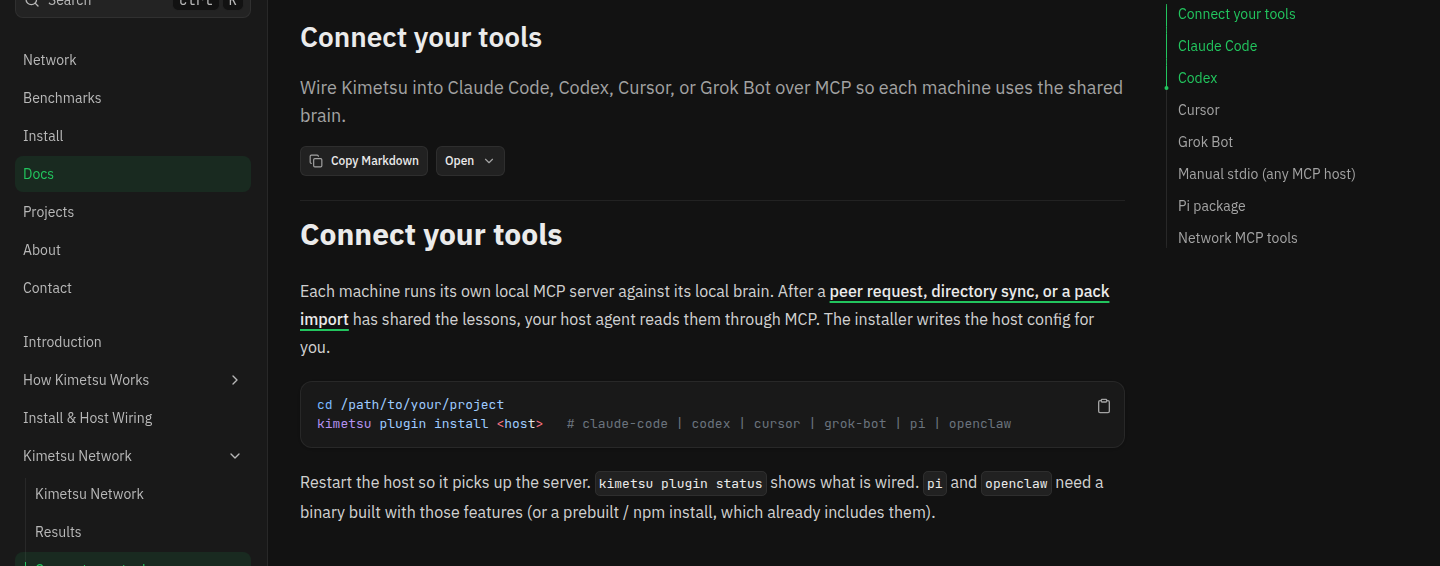 Search
Ctrl K
Network
Benchmarks
Install
Docs
Projects
About
Contact
Introduction
How Kimetsu Works
Install & Host Wiring
Kimetsu Network
Kimetsu Network
Results
Connect your tools
Wire Kimetsu into Claude Code, Codex, Cursor, or Grok Bot over MCP so each machine uses the shared
brain.
Copy Markdown
Open
Connect your tools
Each machine runs its own local MCP server against its local brain. After a peer request, directory sync, or a pack
import has shared the lessons, your host agent reads them through MCP. The installer writes the host config for
you.
cd /path/to/your/project
kimetsu plugin install <host>   # claude-code | codex | cursor | grok-bot | pi | openclaw
Restart the host so it picks up the server. kimetsu plugin status shows what is wired. pi and openclaw need a
binary built with those features (or a prebuilt / npm install, which already includes them).
Connect your tools
Claude Code
Codex
Cursor
Grok Bot
Manual stdio (any MCP host)
Pi package
Network MCP tools